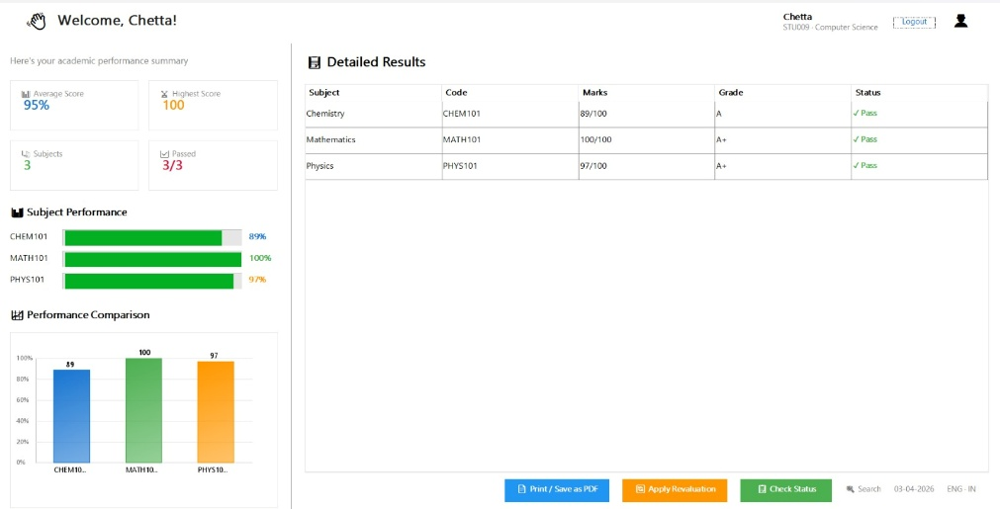 Welcome, Chetta!
Chetta
STU009 - Computer Science
Logout
Here's your academic performance summary
Average Score
95%
Highest Score
100
Subjects
3
Passed
3/3
Subject Performance
CHEM101 89%
MATH101 100%
PHYS101 97%
Performance Comparison
100%
80%
60%
40%
20%
0%
89
100
97
CHEM10...
MATH10...
PHYS10...
Detailed Results
Subject Code Marks Grade Status
Chemistry CHEM101 89/100 A ✓ Pass
Mathematics MATH101 100/100 A+ ✓ Pass
Physics PHYS101 97/100 A+ ✓ Pass
Print / Save as PDF
Apply Revaluation
Check Status
Search
03-04-2026
ENG - IN